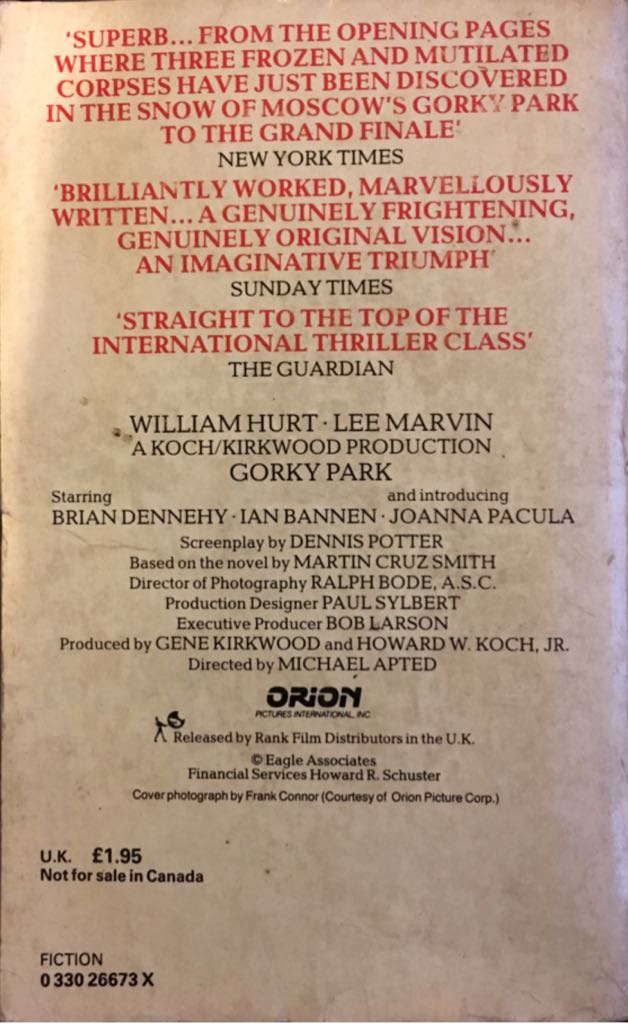 'SUPERB... FROM THE OPENING PAGES
WHERE THREE FROZEN AND MUTILATED
CORPSES HAVE JUST BEEN DISCOVERED
IN THE SNOW OF MOSCOW'S GORKY PARK
TO THE GRAND FINALE'
NEW YORK TIMES
'BRILLIANTLY WORKED, MARVELLOUSLY
WRITTEN... A GENUINELY FRIGHTENING,
GENUINELY ORIGINAL VISION...
AN IMAGINATIVE TRIUMPH'
SUNDAY TIMES
'STRAIGHT TO THE TOP OF THE
INTERNATIONAL THRILLER CLASS'
THE GUARDIAN
WILLIAM HURT · LEE MARVIN
A KOCH/KIRKWOOD PRODUCTION
GORKY PARK
Starring and introducing
BRIAN DENNEHY · IAN BANNEN · JOANNA PACULA
Screenplay by DENNIS POTTER
Based on the novel by MARTIN CRUZ SMITH
Director of Photography RALPH BODE, A.S.C.
Production Designer PAUL SYLBERT
Executive Producer BOB LARSON
Produced by GENE KIRKWOOD and HOWARD W. KOCH, JR.
Directed by MICHAEL APTED
ORION
PICTURES INTERNATIONAL, INC
Released by Rank Film Distributors in the U.K.
© Eagle Associates
Financial Services Howard R. Schuster
Cover photograph by Frank Connor (Courtesy of Orion Picture Corp.)
U.K. £1.95
Not for sale in Canada
FICTION
0 330 26673 X